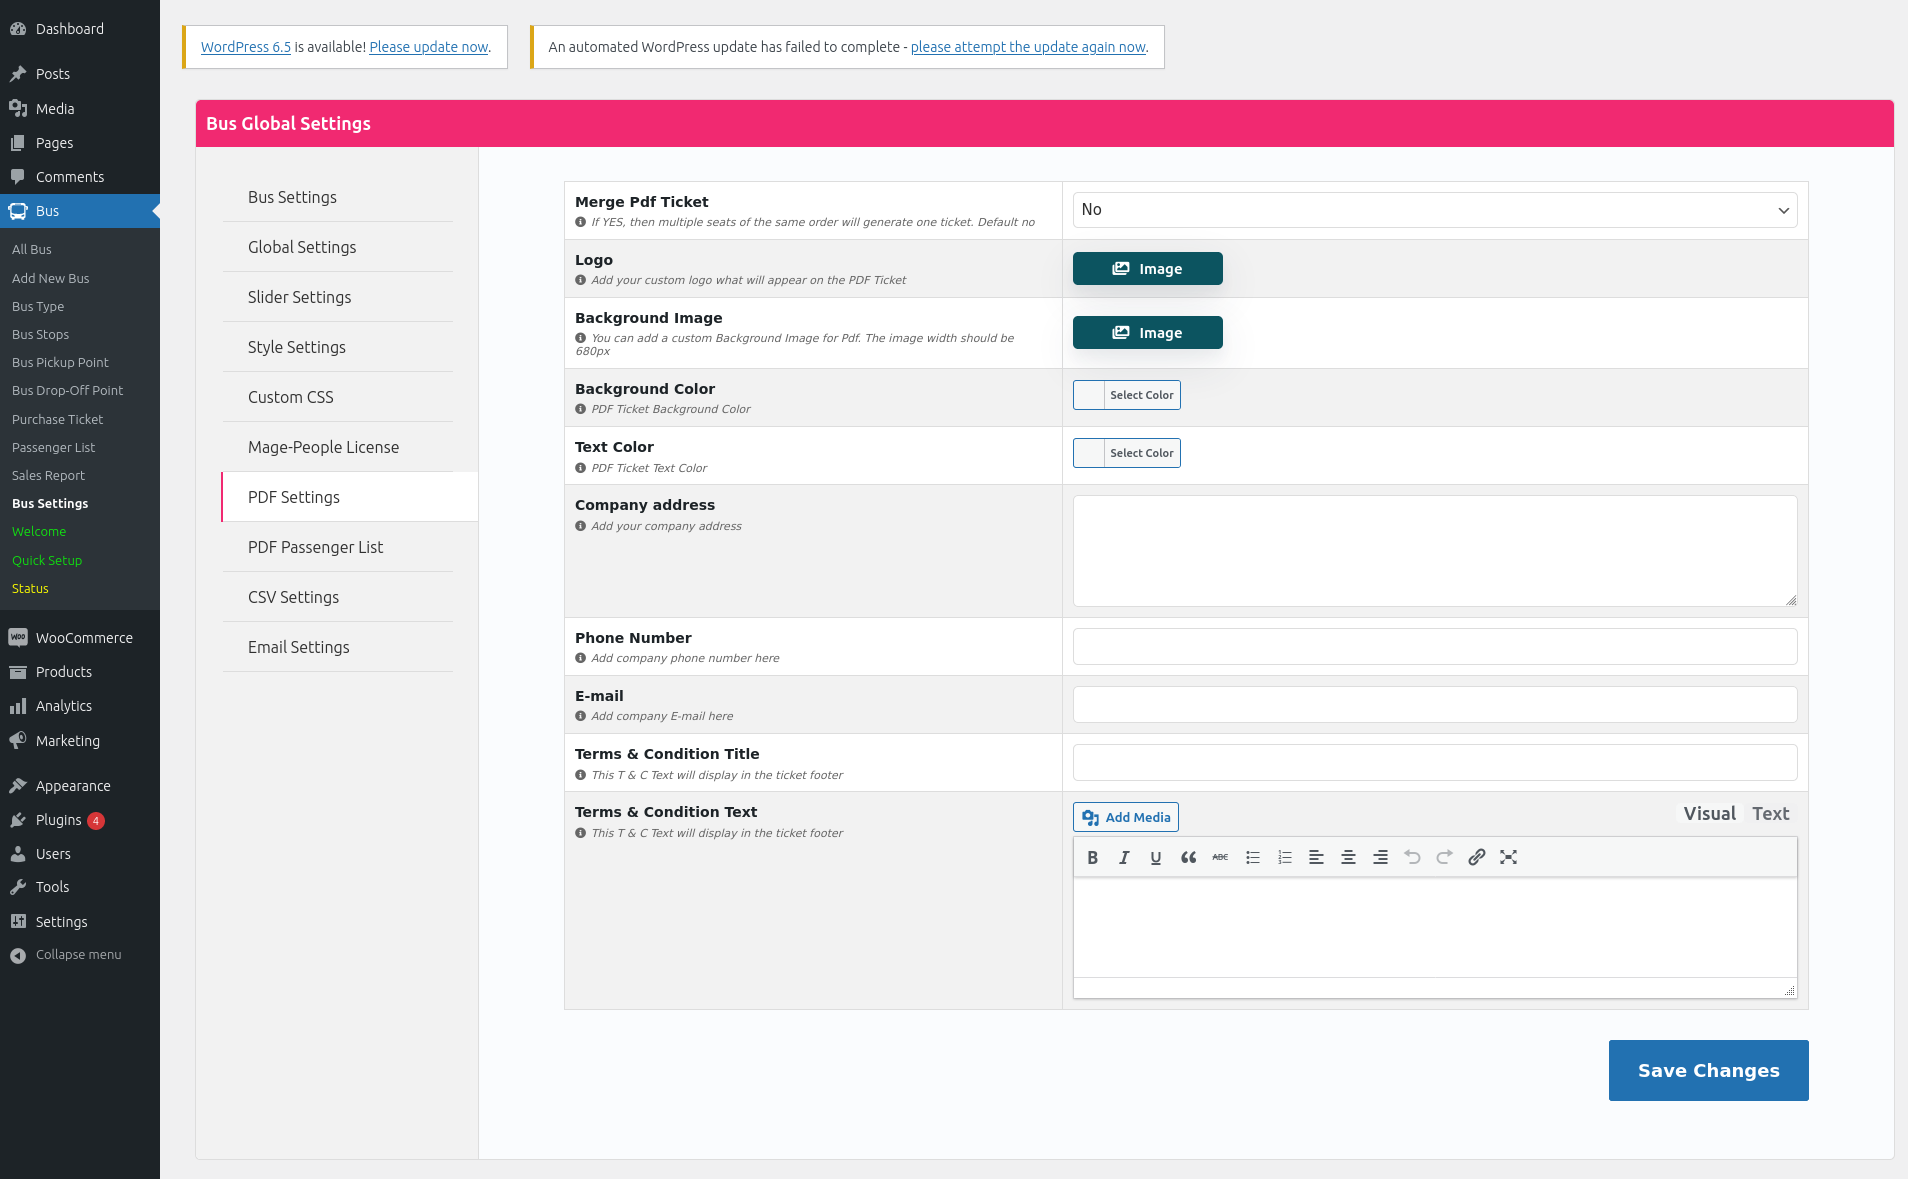 Dashboard
Posts
Media
Pages
Comments
Bus
All Bus
Add New Bus
Bus Type
Bus Stops
Bus Pickup Point
Bus Drop-Off Point
Purchase Ticket
Passenger List
Sales Report
Bus Settings
Welcome
Quick Setup
Status
WooCommerce
Products
Analytics
Marketing
Appearance
Plugins 4
Users
Tools
Settings
Collapse menu
WordPress 6.5 is available! Please update now.
An automated WordPress update has failed to complete - please attempt the update again now.
Bus Global Settings
Bus Settings
Global Settings
Slider Settings
Style Settings
Custom CSS
Mage-People License
PDF Settings
PDF Passenger List
CSV Settings
Email Settings
Merge Pdf Ticket
If YES, then multiple seats of the same order will generate one ticket. Default no
No
Logo
Add your custom logo what will appear on the PDF Ticket
Image
Background Image
You can add a custom Background Image for Pdf. The image width should be
680px
Image
Background Color
PDF Ticket Background Color
Select Color
Text Color
PDF Ticket Text Color
Select Color
Company address
Add your company address
Phone Number
Add company phone number here
E-mail
Add company E-mail here
Terms & Condition Title
This T & C Text will display in the ticket footer
Terms & Condition Text
This T & C Text will display in the ticket footer
Add Media
Visual Text
Save Changes